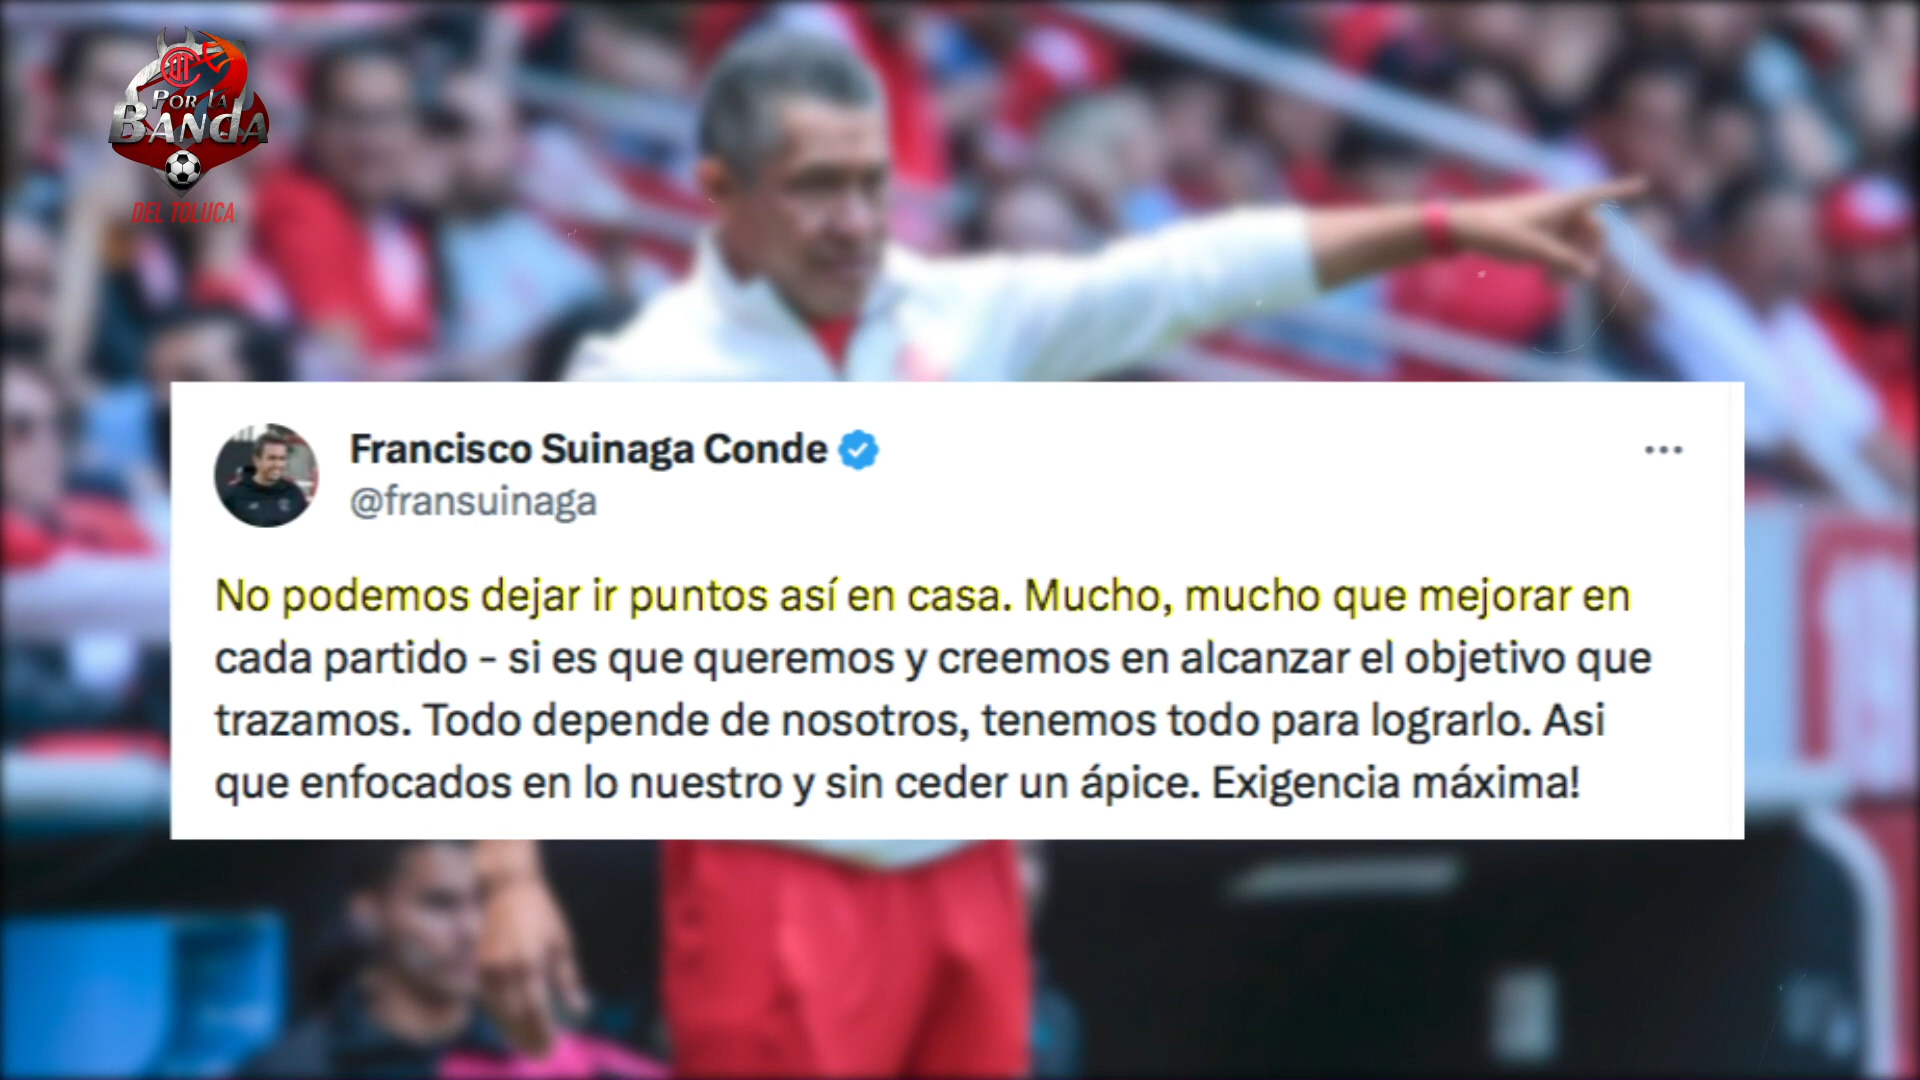 POR LA
BANDA
DEL TOLUCA
Francisco Suinaga Conde
@fransuinaga
No podemos dejar ir puntos así en casa. Mucho, mucho que mejorar en
cada partido - si es que queremos y creemos en alcanzar el objetivo que
trazamos. Todo depende de nosotros, tenemos todo para lograrlo. Asi
que enfocados en lo nuestro y sin ceder un ápice. Exigencia máxima!